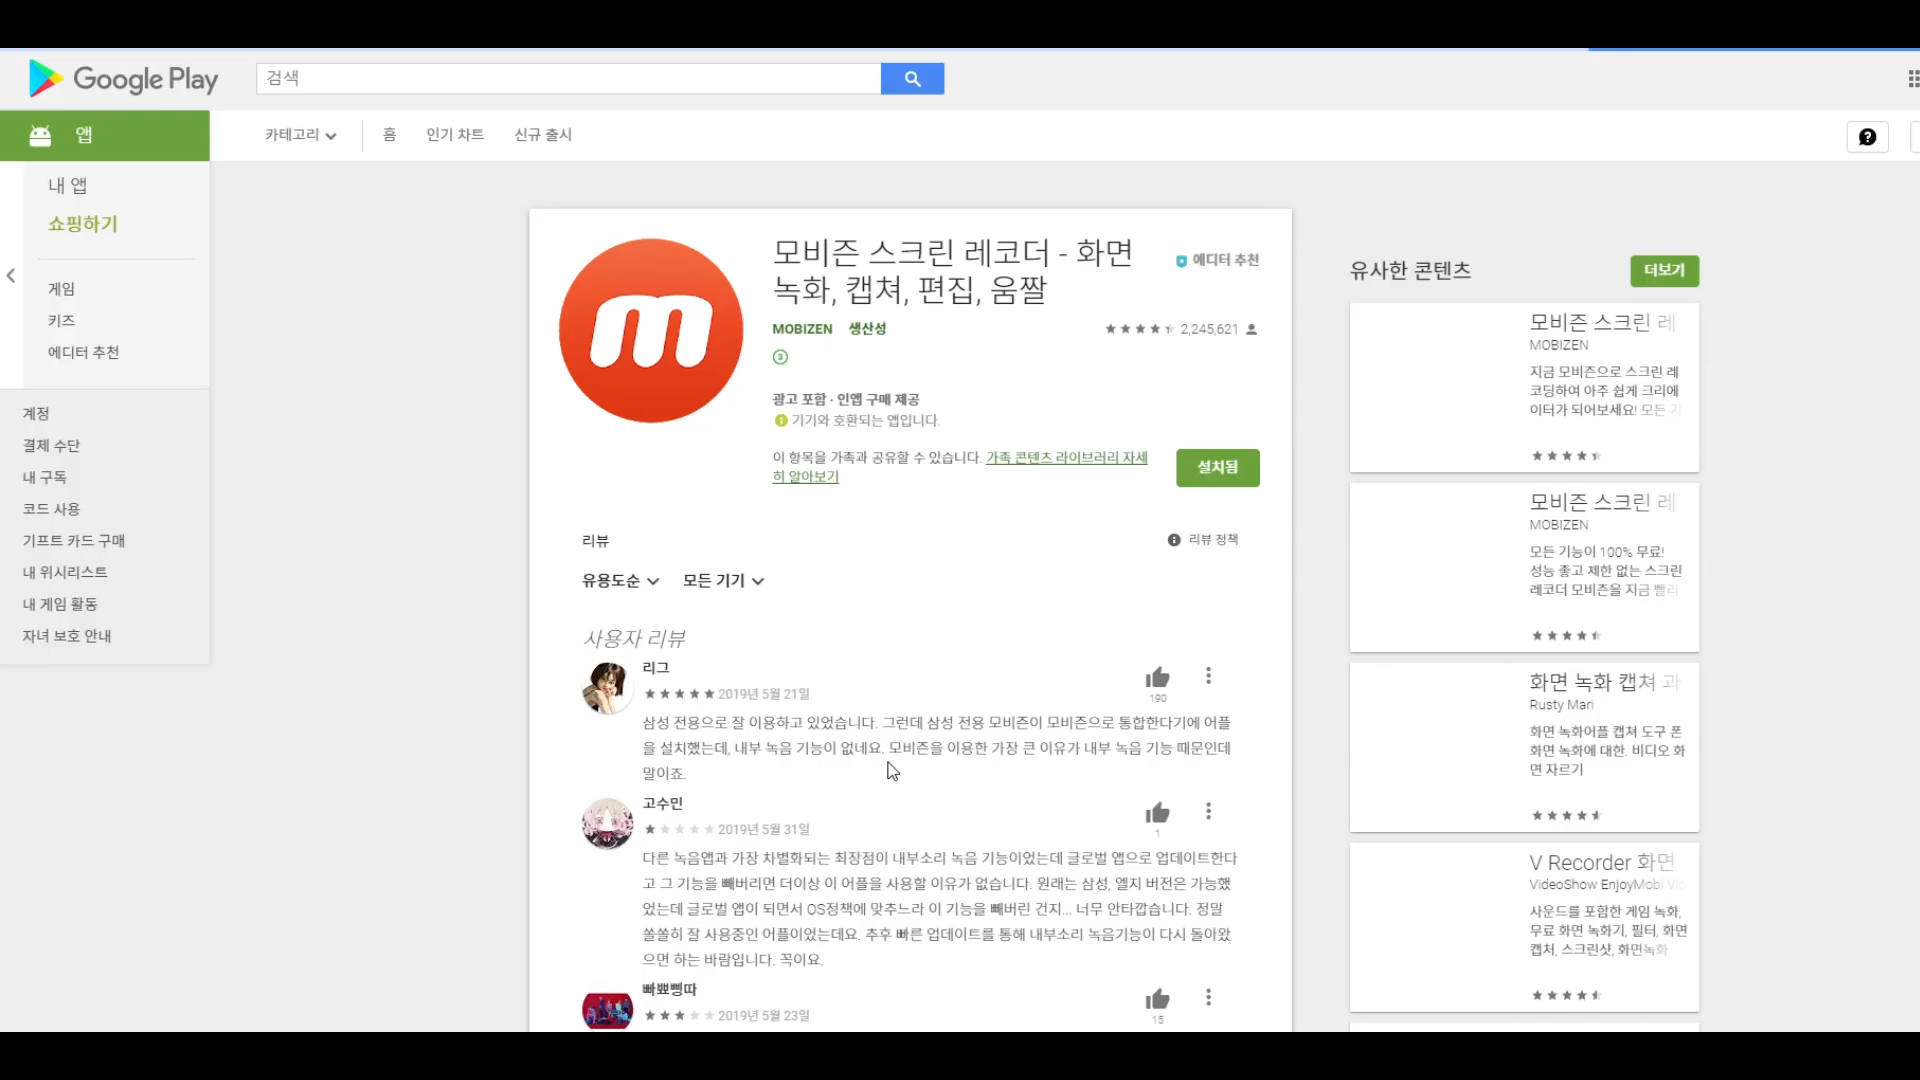 Google Play
검색
앱
카테고리
홈
인기 차트
신규 출시
내 앱
쇼핑하기
게임
키즈
에디터 추천
계정
결제 수단
내 구독
코드 사용
기프트 카드 구매
내 위시리스트
내 게임 활동
자녀 보호 안내
m
모비즌 스크린 레코더 - 화면
녹화, 캡쳐, 편집, 움짤
에디터 추천
MOBIZEN 생산성
2,245,621
3
광고 포함 · 인앱 구매 제공
기기와 호환되는 앱입니다.
이 항목을 가족과 공유할 수 있습니다. 가족 콘텐츠 라이브러리 자세
히 알아보기
설치됨
리뷰
리뷰 정책
유용도순
모든 기기
사용자 리뷰
리그
2019년 5월 21일
190
삼성 전용으로 잘 이용하고 있었습니다. 그런데 삼성 전용 모비즌이 모비즌으로 통합한다기에 어플
을 설치했는데, 내부 녹음 기능이 없네요. 모비즌을 이용한 가장 큰 이유가 내부 녹음 기능 때문인데
말이죠.
고수민
2019년 5월 31일
1
다른 녹음앱과 가장 차별화되는 최장점이 내부소리 녹음 기능이었는데 글로벌 앱으로 업데이트한다
고 그 기능을 빼버리면 더이상 이 어플을 사용할 이유가 없습니다. 원래는 삼성, 엘지 버전은 가능했
었는데 글로벌 앱이 되면서 OS정책에 맞추느라 이 기능을 빼버린 건지... 너무 안타깝습니다. 정말
쏠쏠히 잘 사용중인 어플이었는데요. 추후 빠른 업데이트를 통해 내부소리 녹음기능이 다시 돌아왔
으면 하는 바람입니다. 꼭이요.
빠뾰삥따
2019년 5월 23일
15
유사한 콘텐츠
더보기
모비즌 스크린 레
MOBIZEN
지금 모비즌으로 스크린 레
코딩하여 아주 쉽게 크리에
이터가 되어보세요! 모든 기
모비즌 스크린 레
MOBIZEN
모든 기능이 100% 무료!
성능 좋고 제한 없는 스크린
레코더 모비즌을 지금 빨리
화면 녹화 캡쳐 과
Rusty Mari
화면 녹화어플 캡쳐 도구 폰
화면 녹화에 대한. 비디오 화
면 자르기
V Recorder 화면
VideoShow EnjoyMobi Vid
사운드를 포함한 게임 녹화,
무료 화면 녹화기, 필터, 화면
캡처, 스크린샷, 화면녹화